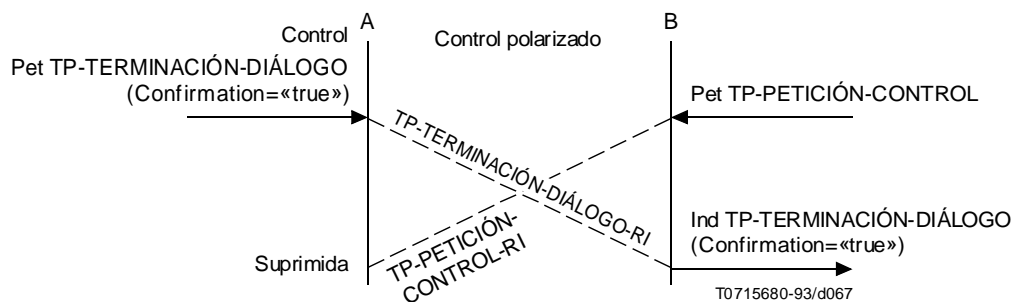 A
B
Control
Control polarizado
Pet TP-TERMINACIÓN-DIÁLOGO
(Confirmation=«true»)
Pet TP-PETICIÓN-CONTROL
TP-TERMINACIÓN-DIÁLOGO-RI
TP-PETICIÓN-
CONTROL-RI
Suprimida
Ind TP-TERMINACIÓN-DIÁLOGO
(Confirmation=«true»)
T0715680-93/d067